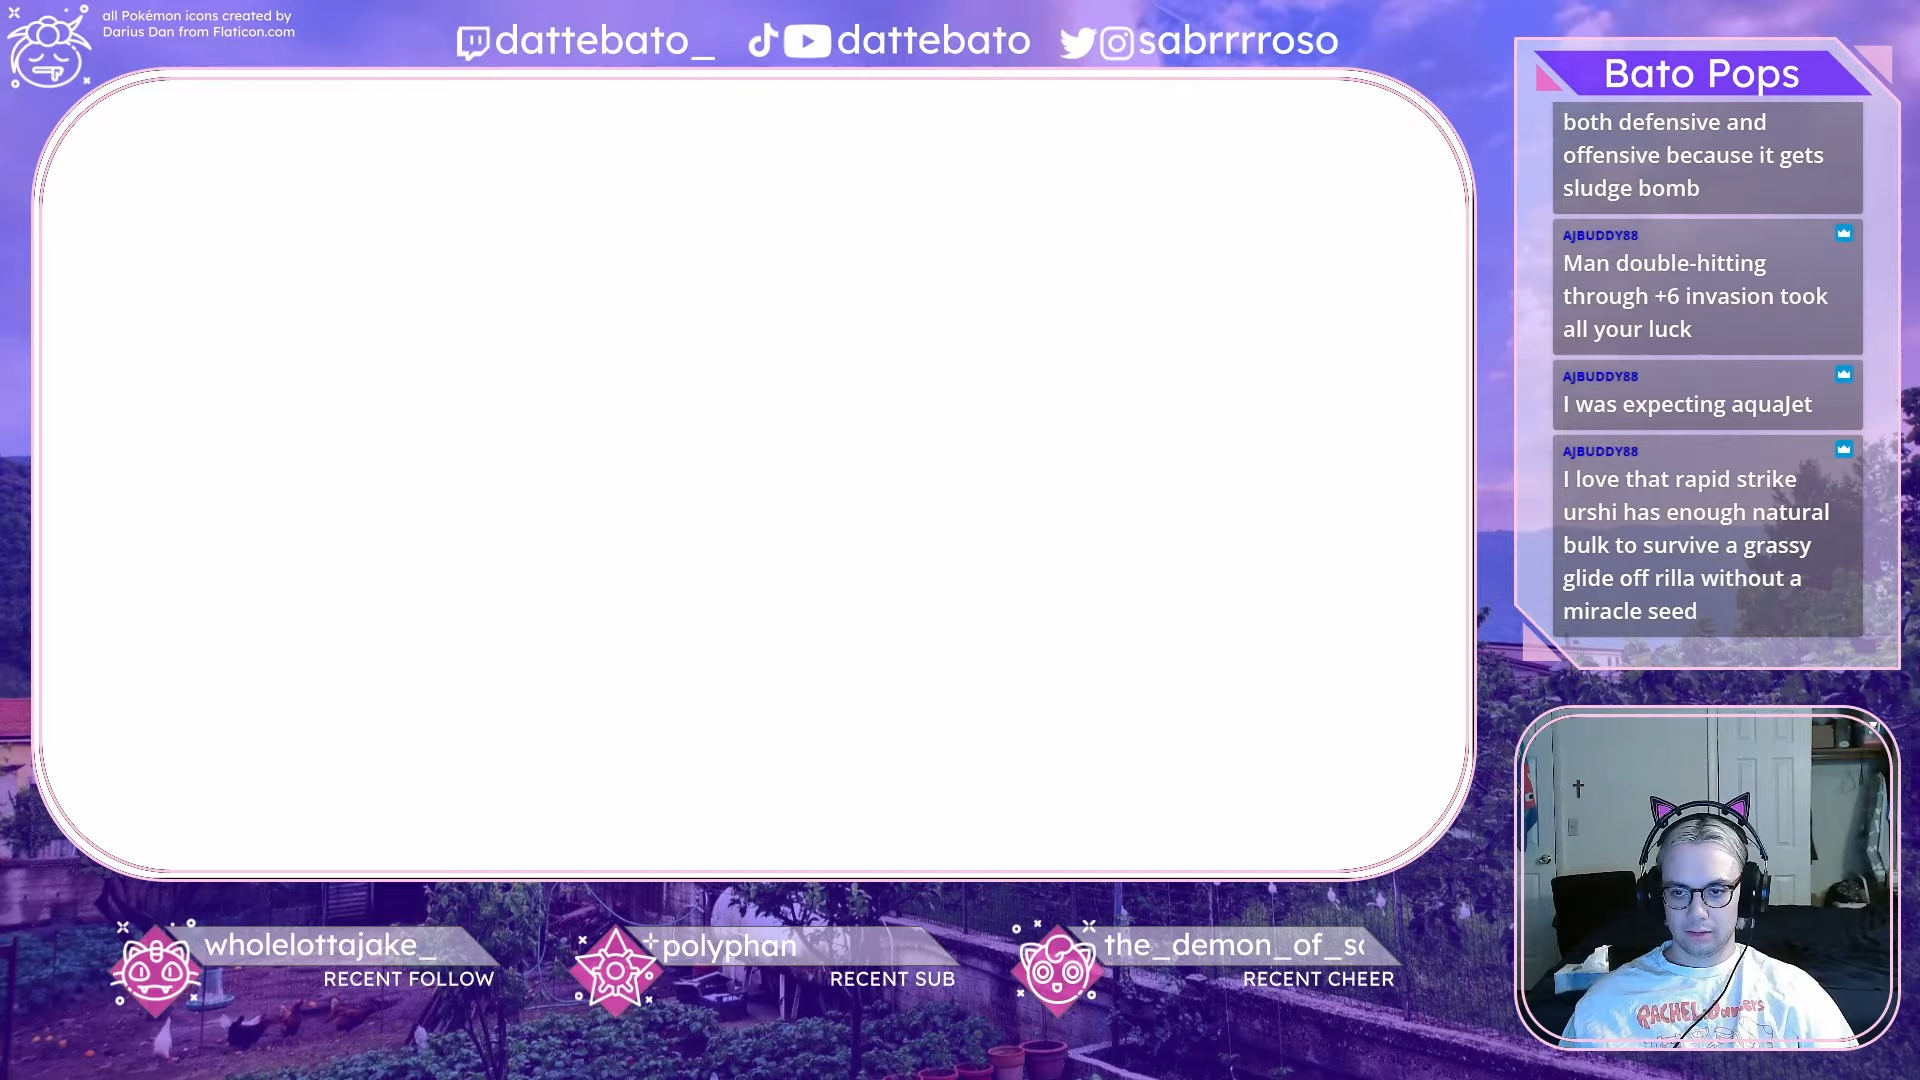 all Pokémon icons created by
Darius Dan from Flaticon.com
dattebato_ dattebato sabrrrroso
Bato Pops
both defensive and
offensive because it gets
sludge bomb
AJBUDDY88
Man double-hitting
through +6 invasion took
all your luck
AJBUDDY88
I was expecting aquaJet
AJBUDDY88
I love that rapid strike
urshi has enough natural
bulk to survive a grassy
glide off rilla without a
miracle seed
wholelottajake_
RECENT FOLLOW
polyphan
RECENT SUB
the_demon_of_sc
RECENT CHEER
RACHEL